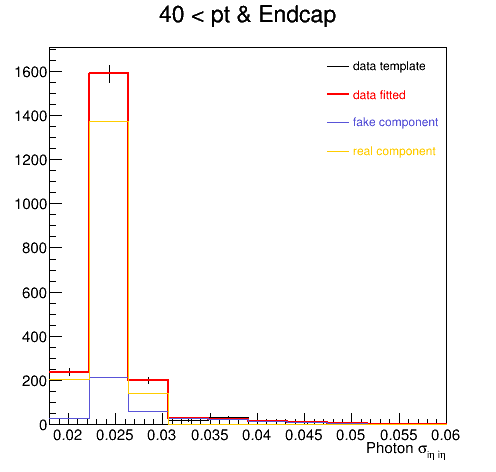 40 < pt & Endcap
data template
data fitted
fake component
real component
1600
1400
1200
1000
800
600
400
200
0
0.02 0.025 0.03 0.035 0.04 0.045 0.05 0.055 0.06
Photon σiη iη